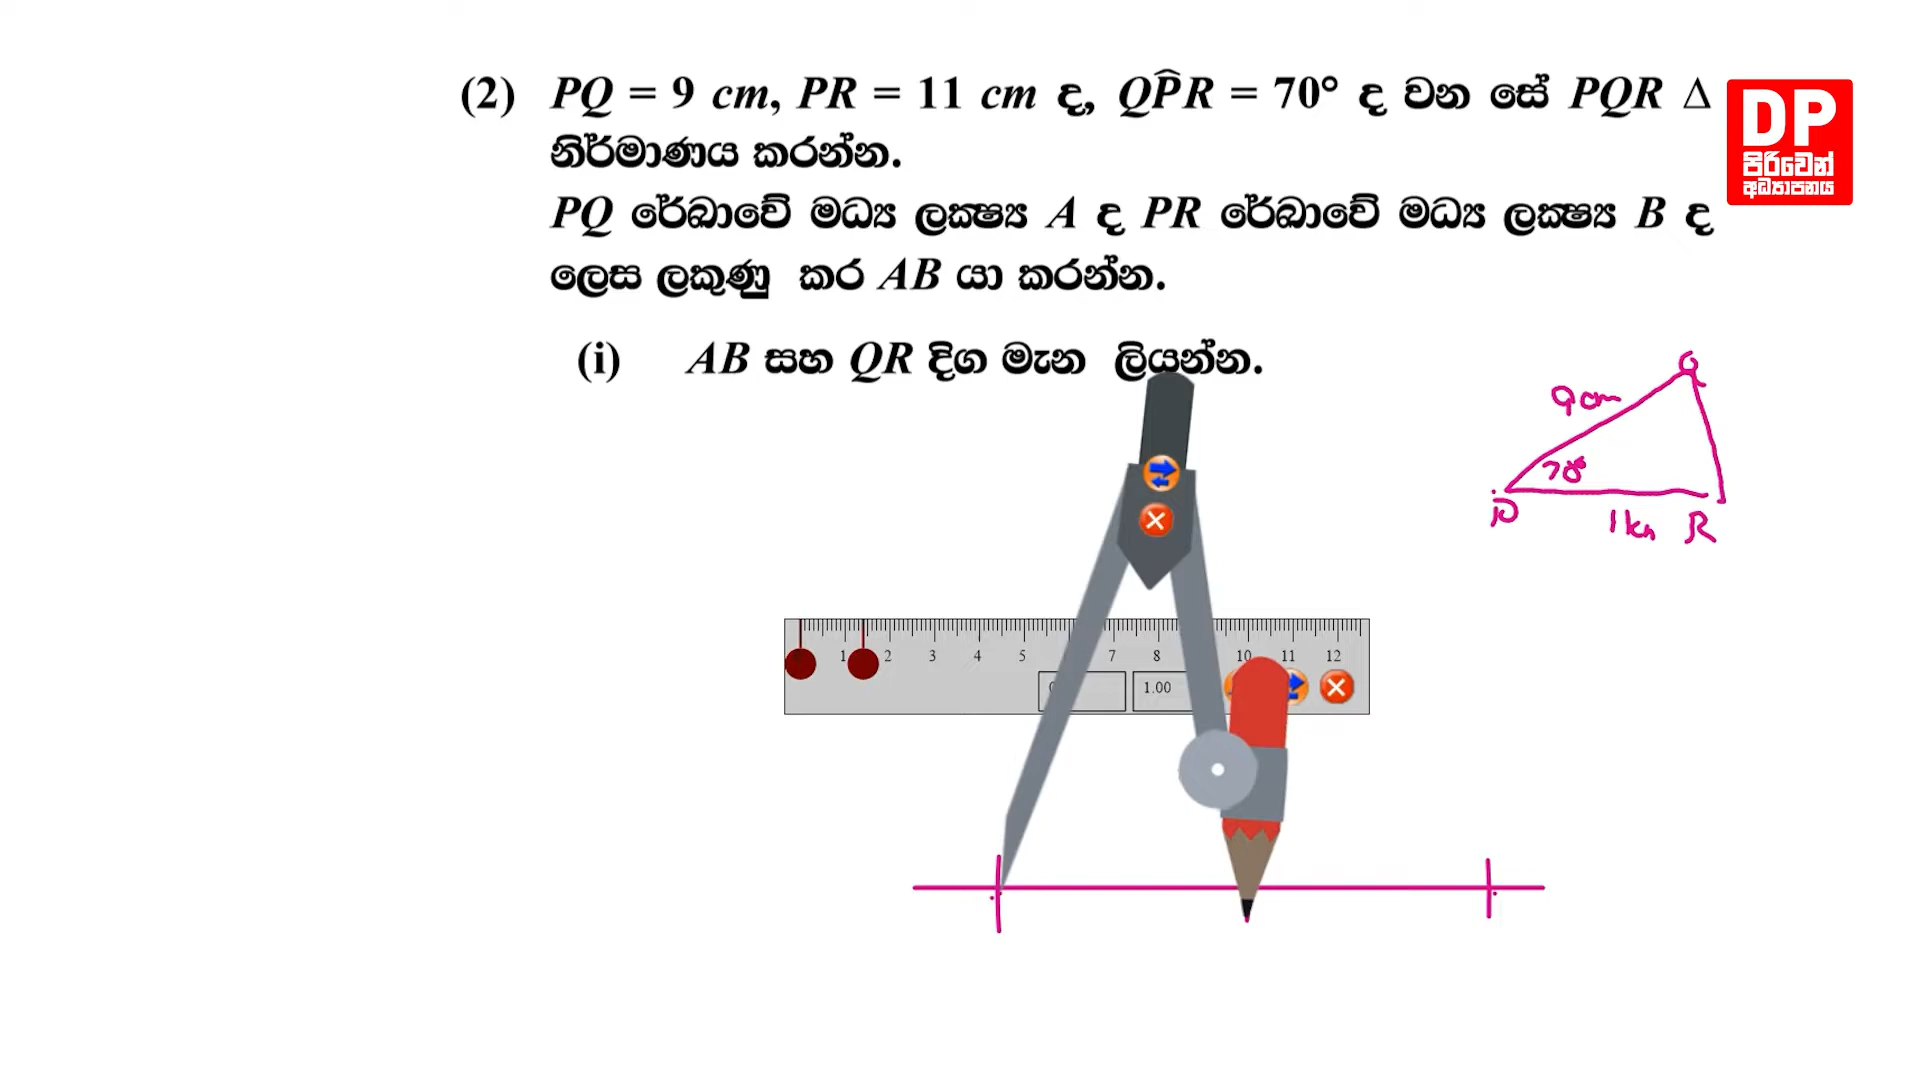 (2) PQ = 9 cm, PR = 11 cm ද, QP̂R = 70° ද වන සේ PQR Δ
නිර්මාණය කරන්න.
PQ රේඛාවේ මධ්‍ය ලක්‍ෂ්‍ය A ද PR රේඛාවේ මධ්‍ය ලක්‍ෂ්‍ය B ද
ලෙස ලකුණු කර AB යා කරන්න.
(i) AB සහ QR දිග මැන ලියන්න.
DP
පිරිවෙන්
අධ්‍යාපනය
Q
9cm
70°
P
R
1 2 3 4 5 7 8 10 11 12
1.00